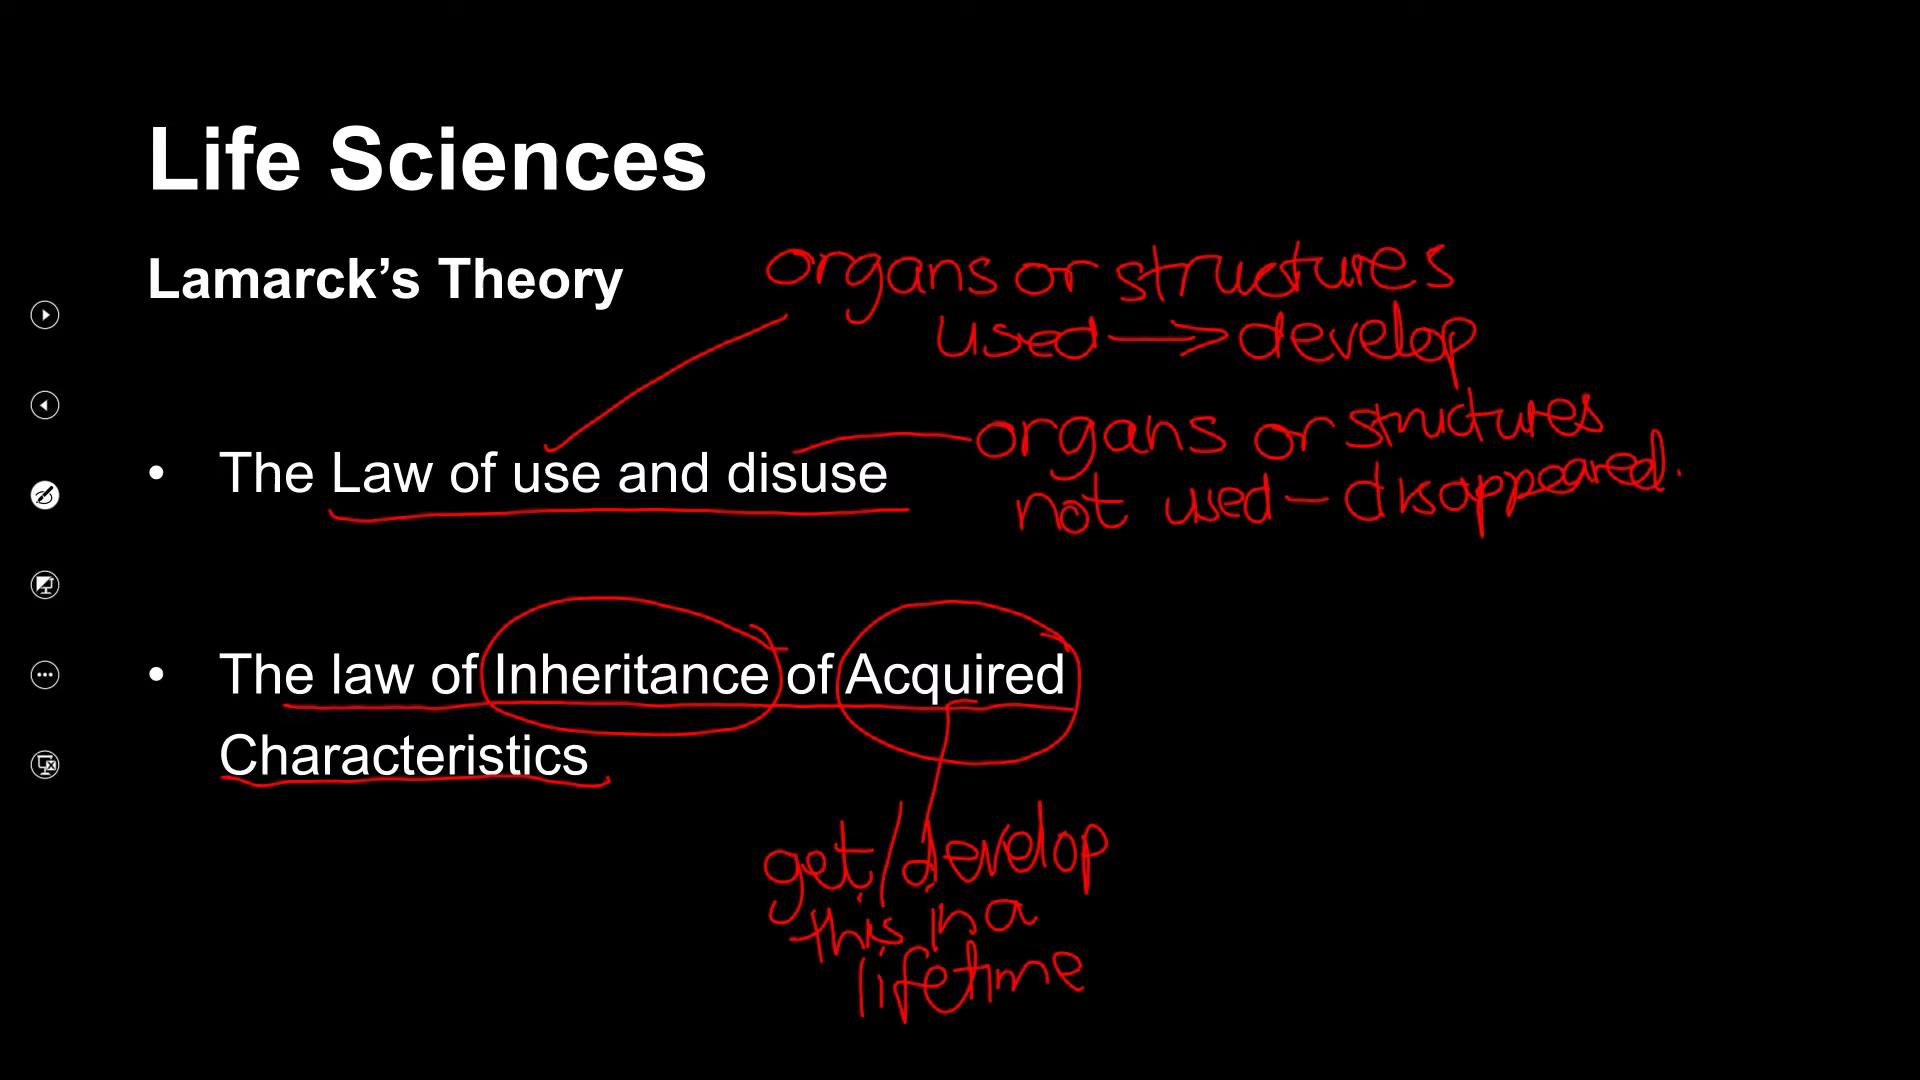 Life Sciences
Lamarck’s Theory
organs or structures
used → develop
• The Law of use and disuse
organs or structures
not used – disappeared.
• The law of Inheritance of Acquired
Characteristics
get/develop
this in a
lifetime